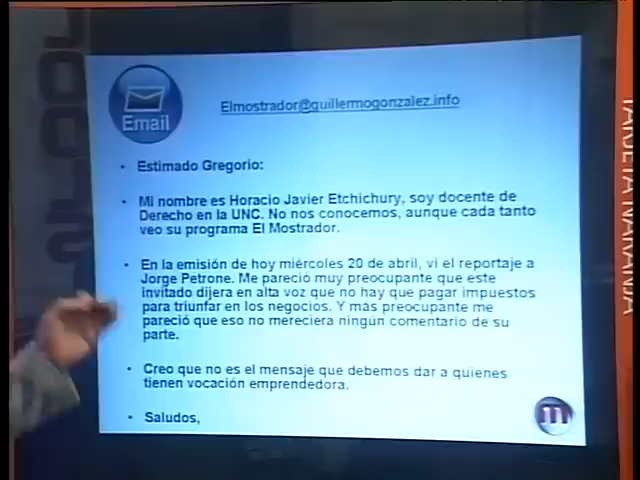 Email
Elmostrador@guillermogonzalez.info
• Estimado Gregorio:
• Mi nombre es Horacio Javier Etchichury, soy docente de
Derecho en la UNC. No nos conocemos, aunque cada tanto
veo su programa El Mostrador.
• En la emisión de hoy miércoles 20 de abril, vi el reportaje a
Jorge Petrone. Me pareció muy preocupante que este
invitado dijera en alta voz que no hay que pagar impuestos
para triunfar en los negocios. Y más preocupante me
pareció que eso no mereciera ningún comentario de su
parte.
• Creo que no es el mensaje que debemos dar a quienes
tienen vocación emprendedora.
• Saludos,
m
TARJETA NARANJA